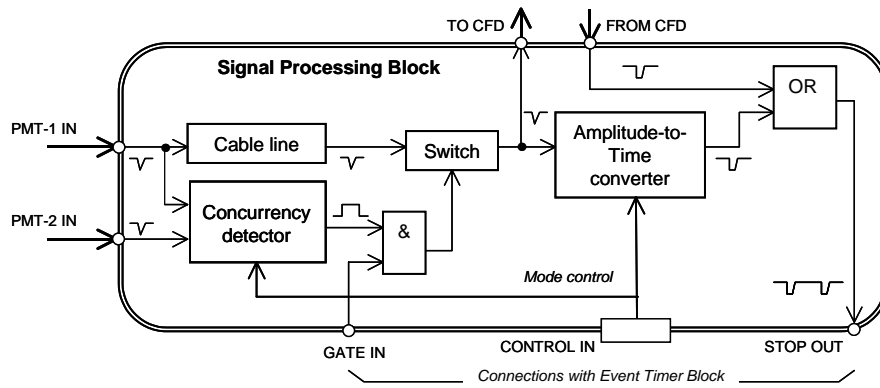 TO CFD
FROM CFD
Signal Processing Block
OR
PMT-1 IN
Cable line
Switch
Amplitude-to-
Time
converter
PMT-2 IN
Concurrency
detector
&
Mode control
GATE IN
CONTROL IN
STOP OUT
Connections with Event Timer Block